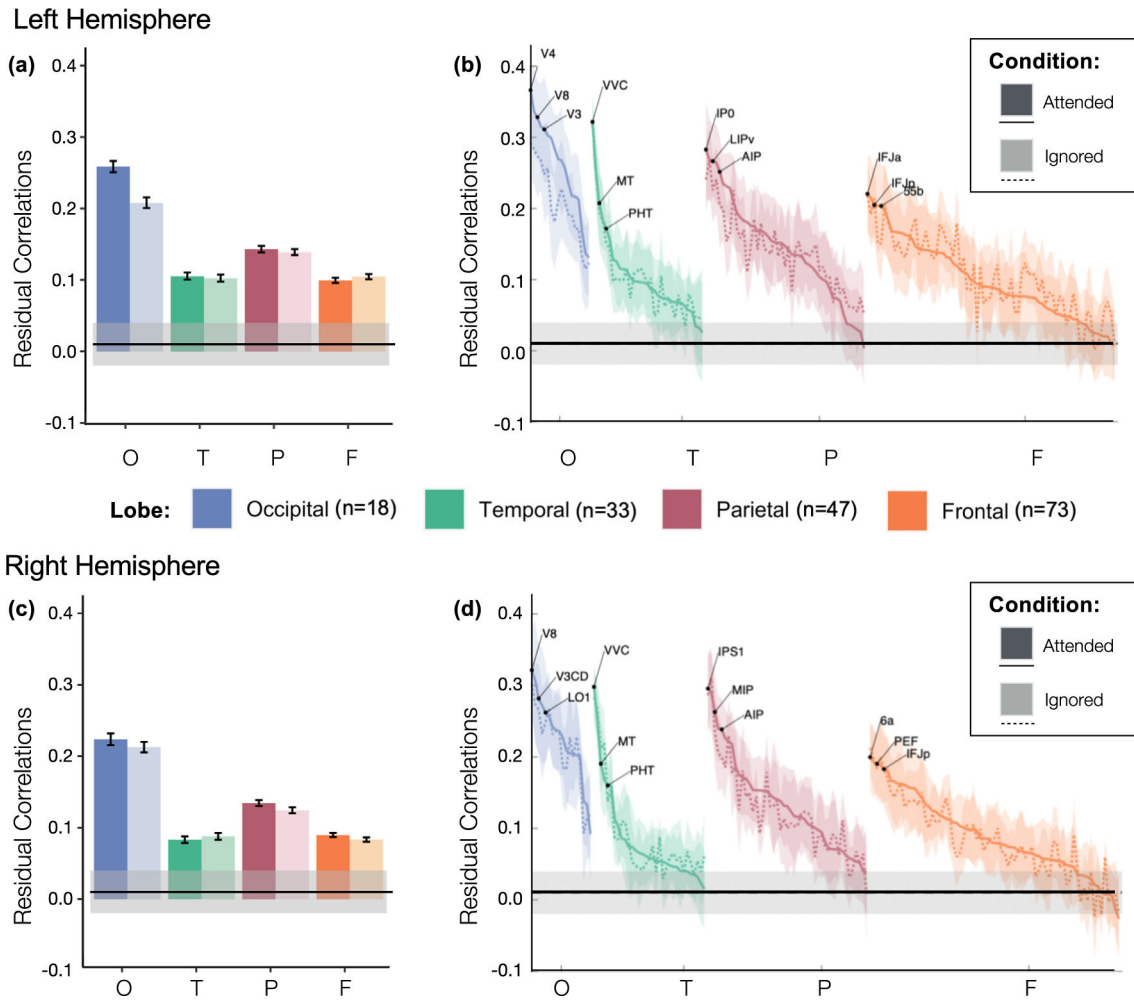 Left Hemisphere
(a)
0.4
0.3
0.2
0.1
0.0
-0.1
Residual Correlations
O T P F
(b)
0.4
0.3
0.2
0.1
0.0
-0.1
Residual Correlations
V4
V8
V3
VVC
MT
PHT
IP0
LIPv
AIP
IFJa
IFJp
55b
O T P F
Condition:
Attended
Ignored
Lobe: Occipital (n=18) Temporal (n=33) Parietal (n=47) Frontal (n=73)
Right Hemisphere
(c)
0.4
0.3
0.2
0.1
0.0
-0.1
Residual Correlations
O T P F
(d)
0.4
0.3
0.2
0.1
0.0
-0.1
Residual Correlations
V8
V3CD
LO1
VVC
MT
PHT
IPS1
MIP
AIP
6a
PEF
IFJp
O T P F
Condition:
Attended
Ignored